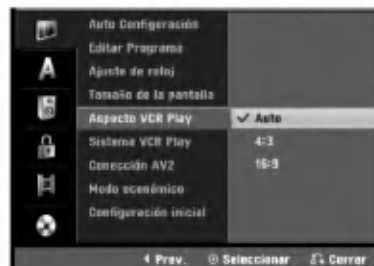 Auto Configuración
Editar Programa
Ajuste de reloj
Tamaño de la pantalla
Aspecto VCR Play ✓ Auto
Sistema VCR Play 4:3
Conección AV2 16:9
Modo económico
Configuración inicial
Prev. Seleccionar Cerrar